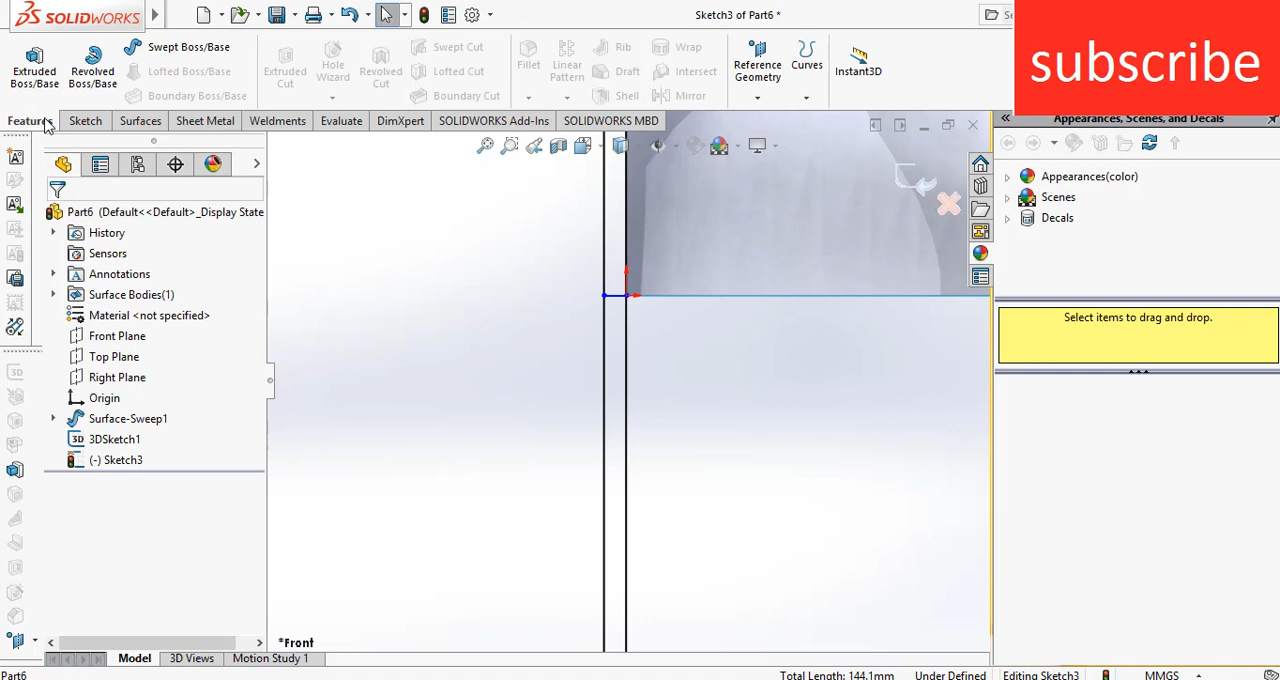 SOLIDWORKS
Sketch3 of Part6 *
subscribe
Extruded Boss/Base
Revolved Boss/Base
Swept Boss/Base
Lofted Boss/Base
Boundary Boss/Base
Extruded Cut
Hole Wizard
Revolved Cut
Swept Cut
Lofted Cut
Boundary Cut
Fillet
Linear Pattern
Rib
Draft
Shell
Wrap
Intersect
Mirror
Reference Geometry
Curves
Instant3D
Features Sketch Surfaces Sheet Metal Weldments Evaluate DimXpert SOLIDWORKS Add-Ins SOLIDWORKS MBD
Appearances, Scenes, and Decals
Appearances(color)
Scenes
Decals
Select items to drag and drop.
Part6 (Default<<Default>_Display State
History
Sensors
Annotations
Surface Bodies(1)
Material <not specified>
Front Plane
Top Plane
Right Plane
Origin
Surface-Sweep1
3D 3DSketch1
(-) Sketch3
*Front
Model 3D Views Motion Study 1
Part6 Total Length: 144.1mm Under Defined Editing Sketch3 MMGS